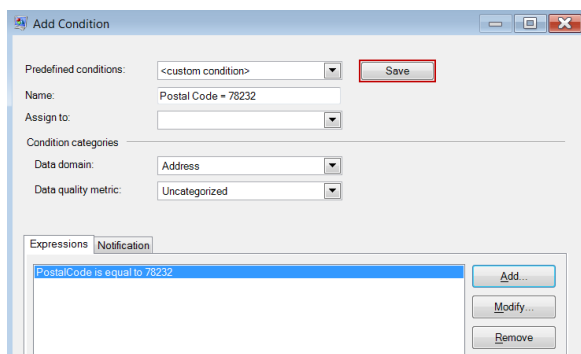 Add Condition
Predefined conditions: <custom condition> Save
Name: Postal Code = 78232
Assign to:
Condition categories
Data domain: Address
Data quality metric: Uncategorized
Expressions Notification
PostalCode is equal to 78232
Add...
Modify...
Remove